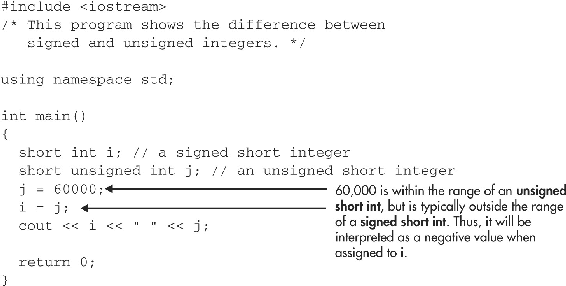 #include <iostream>
/* This program shows the difference between
signed and unsigned integers. */
using namespace std;
int main()
{
short int i; // a signed short integer
short unsigned int j; // an unsigned short integer
j = 60000;
i = j;
cout << i << " " << j;
return 0;
}
60,000 is within the range of an unsigned
short int, but is typically outside the range
of a signed short int. Thus, it will be
interpreted as a negative value when
assigned to i.